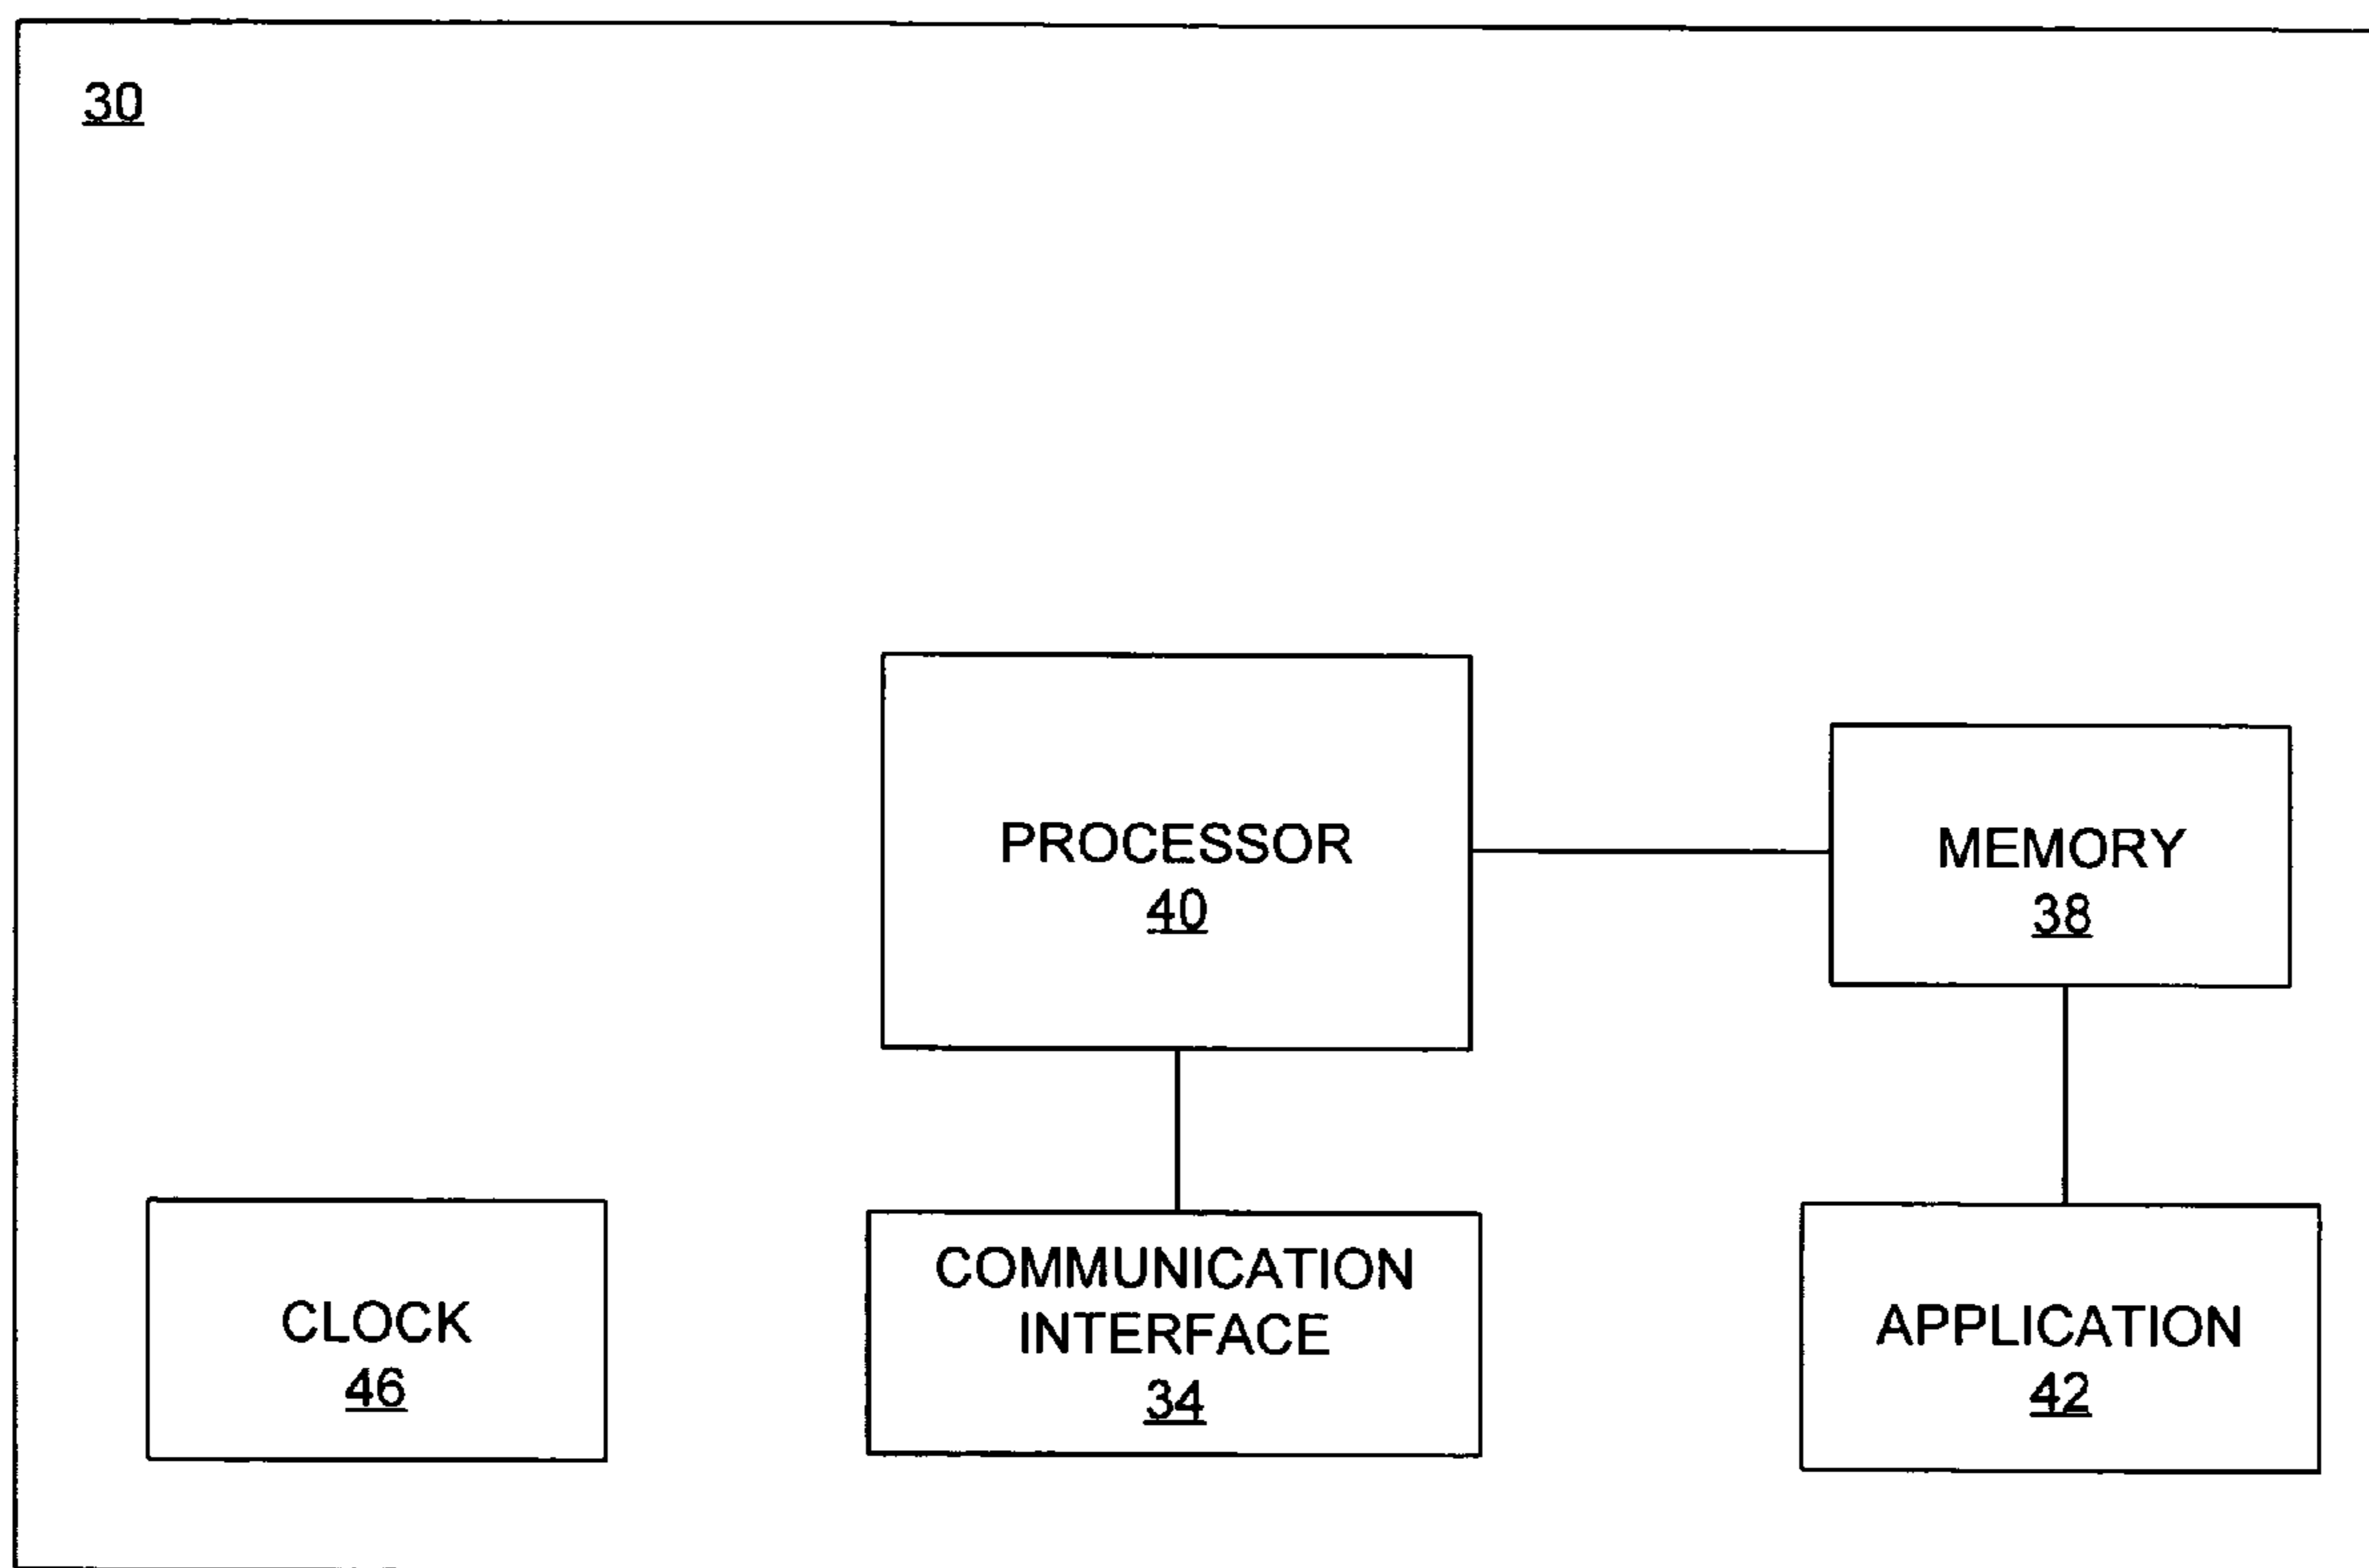 30
PROCESSOR
40
MEMORY
38
CLOCK
46
COMMUNICATION
INTERFACE
34
APPLICATION
42